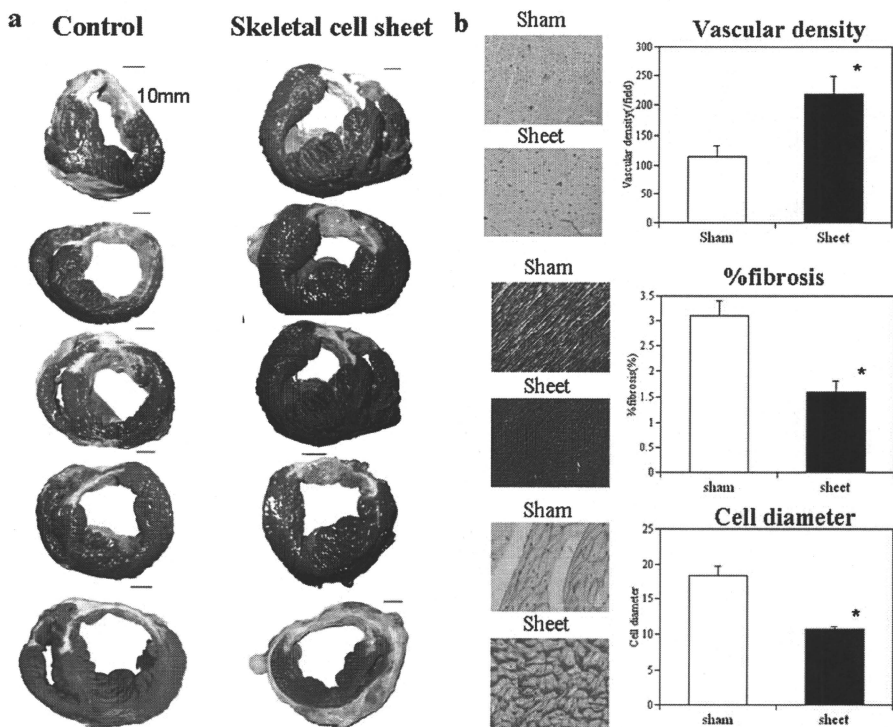 a
Control
Skeletal cell sheet
10mm
b
Sham
Sheet
Vascular density
Vascular density(/field)
300
250
200
150
100
50
0
*
Sham
Sheet
Sham
Sheet
%fibrosis
%fibrosis(%)
3.5
3
2.5
2
1.5
1
0.5
0
*
sham
sheet
Sham
Sheet
Cell diameter
Cell diameter
25
20
15
10
5
0
*
sham
sheet